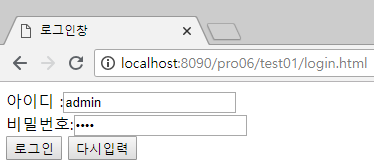 로그인창
localhost:8090/pro06/test01/login.html
아이디 :admin
비밀번호:••••
로그인 다시입력